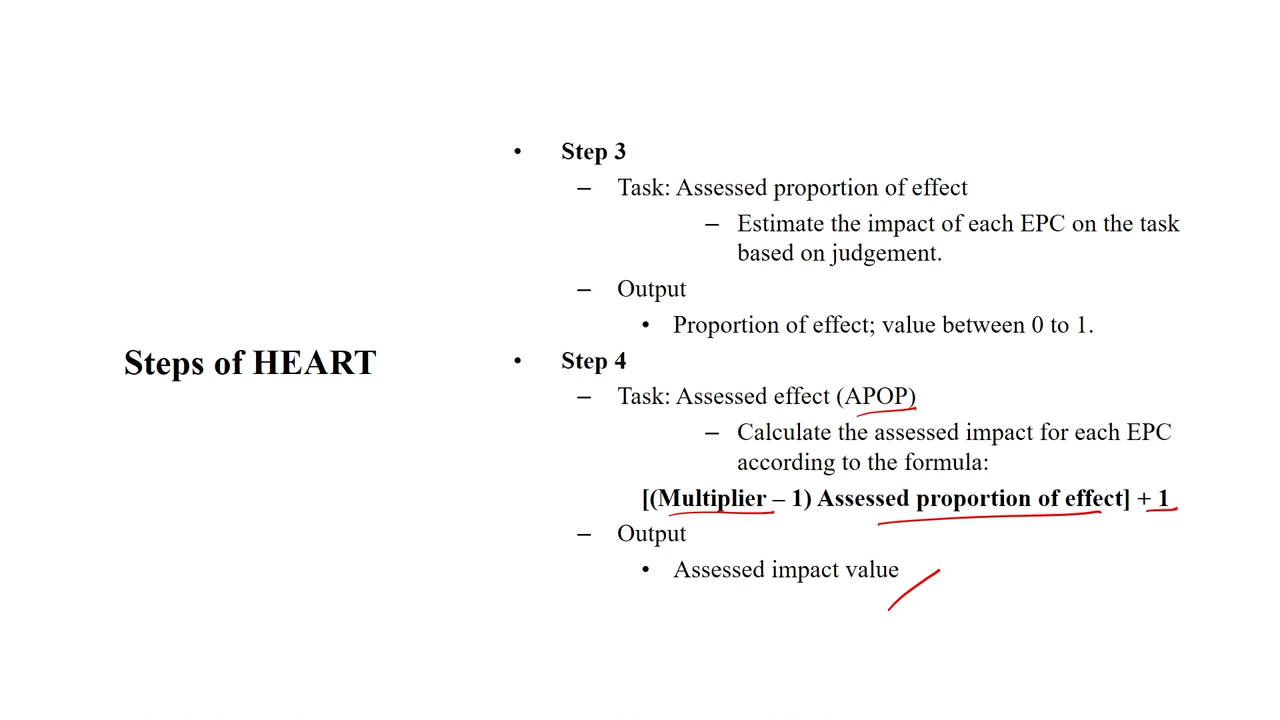 Steps of HEART
• Step 3
– Task: Assessed proportion of effect
– Estimate the impact of each EPC on the task
based on judgement.
– Output
• Proportion of effect; value between 0 to 1.
• Step 4
– Task: Assessed effect (APOP)
– Calculate the assessed impact for each EPC
according to the formula:
[(Multiplier – 1) Assessed proportion of effect] + 1
– Output
• Assessed impact value